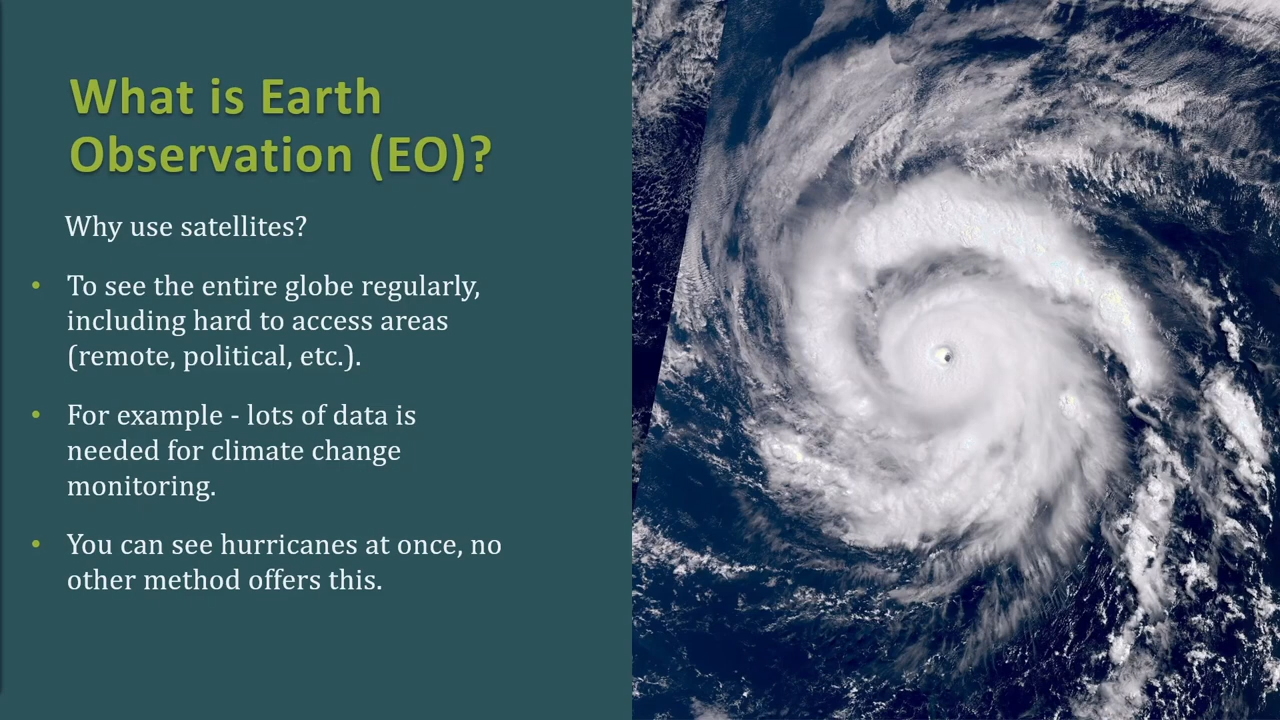 What is Earth
Observation (EO)?
Why use satellites?
• To see the entire globe regularly,
including hard to access areas
(remote, political, etc.).
• For example - lots of data is
needed for climate change
monitoring.
• You can see hurricanes at once, no
other method offers this.